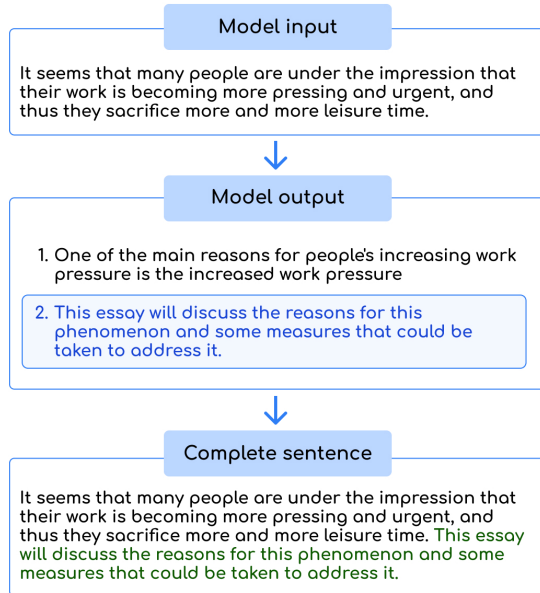 Model input
It seems that many people are under the impression that
their work is becoming more pressing and urgent, and
thus they sacrifice more and more leisure time.
Model output
1. One of the main reasons for people's increasing work
pressure is the increased work pressure
2. This essay will discuss the reasons for this
phenomenon and some measures that could be
taken to address it.
Complete sentence
It seems that many people are under the impression that
their work is becoming more pressing and urgent, and
thus they sacrifice more and more leisure time. This essay
will discuss the reasons for this phenomenon and some
measures that could be taken to address it.